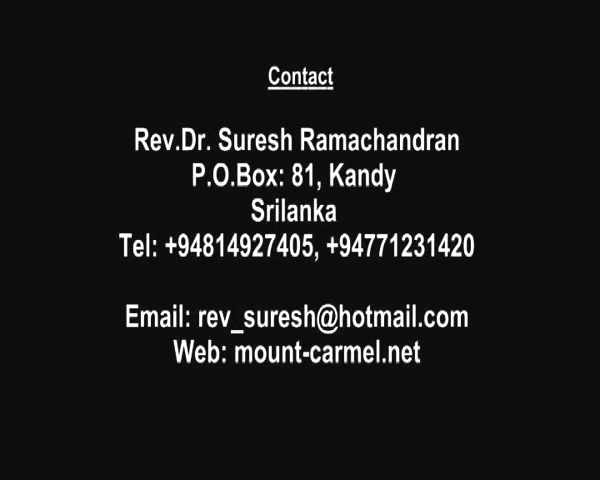 Contact
Rev.Dr. Suresh Ramachandran
P.O.Box: 81, Kandy
Srilanka
Tel: +94814927405, +94771231420
Email: rev_suresh@hotmail.com
Web: mount-carmel.net